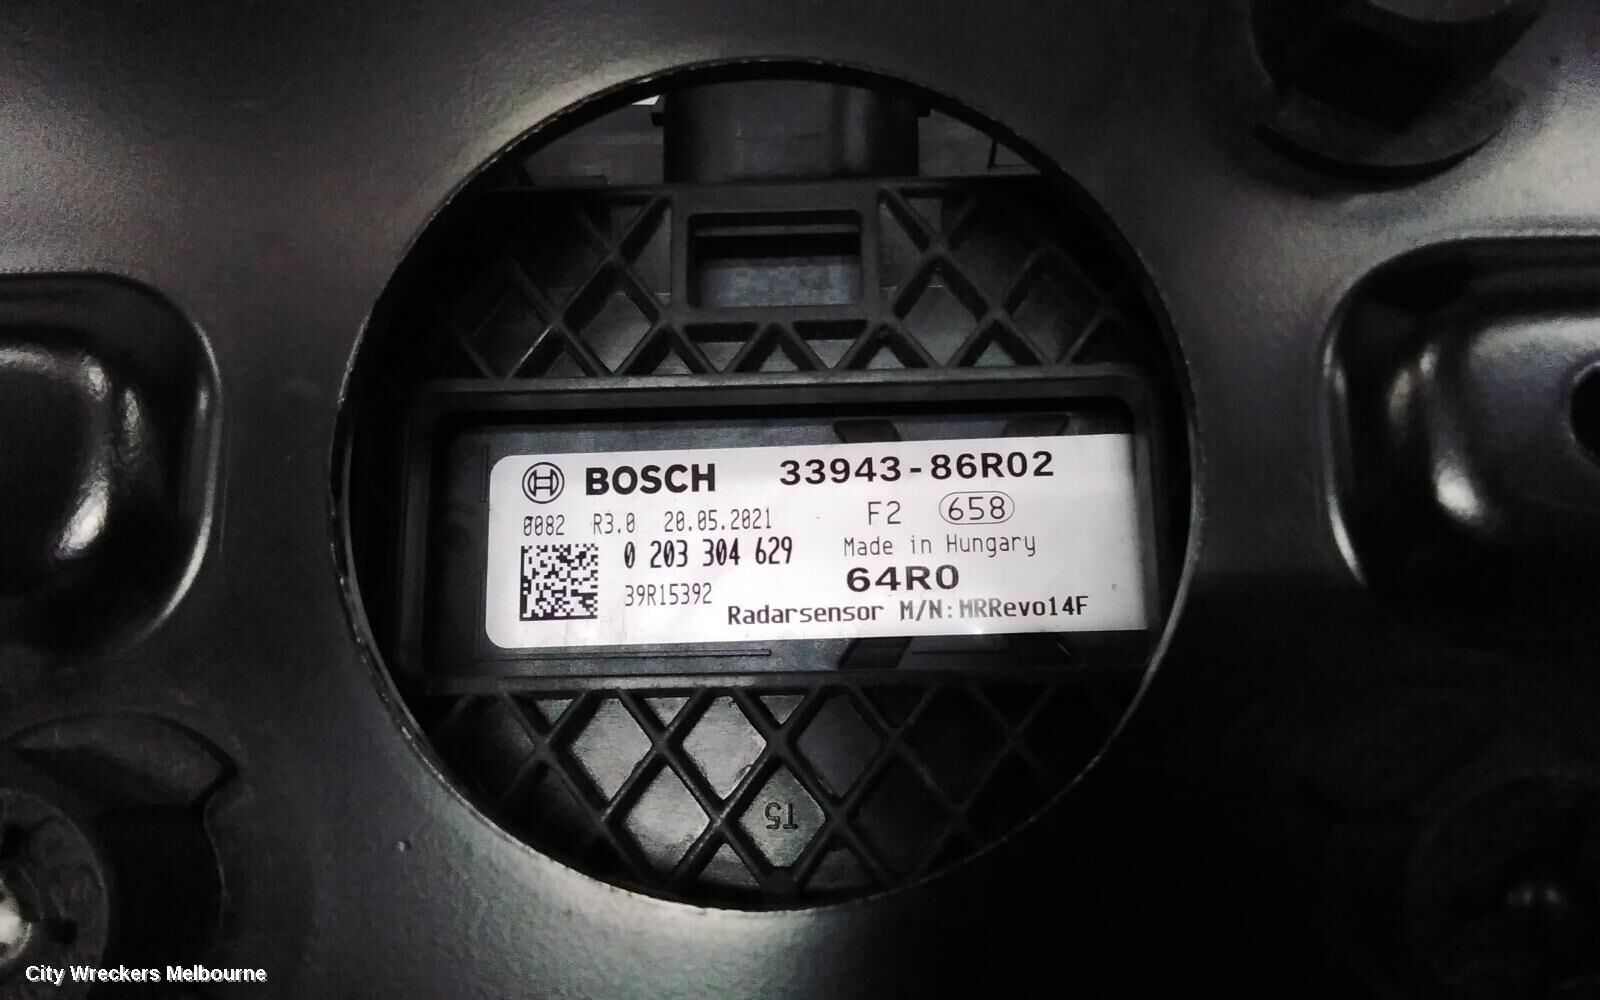 BOSCH 33943-86R02
0082 R3.0 20.05.2021 F2 658
0 203 304 629 Made in Hungary
39R15392 64R0
Radarsensor M/N:MRRevo14F
T5
City Wreckers Melbourne